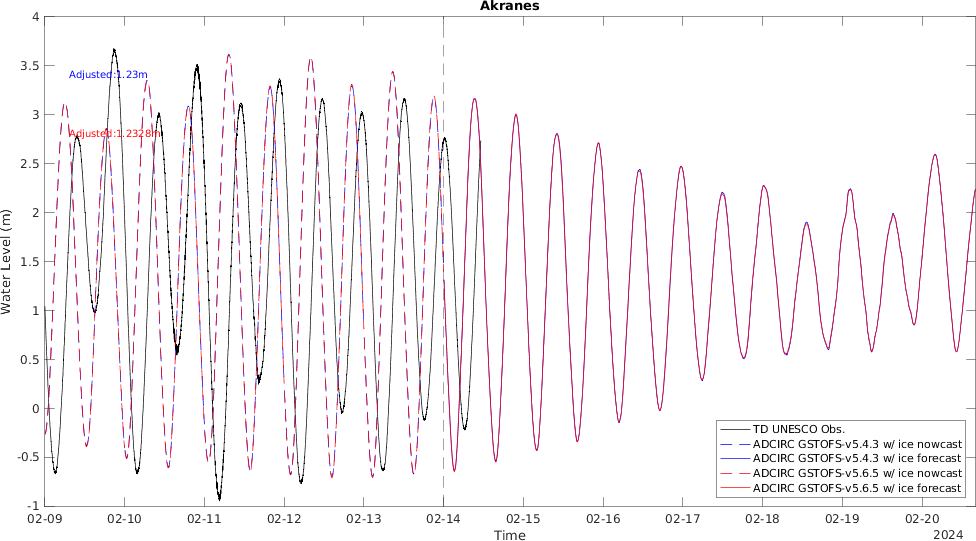 Akranes
4
3.5
3
2.5
2
1.5
1
0.5
0
-0.5
-1
Water Level (m)
Adjusted:1.23m
Adjusted:1.2328m
TD UNESCO Obs.
ADCIRC GSTOFS-v5.4.3 w/ ice nowcast
ADCIRC GSTOFS-v5.4.3 w/ ice forecast
ADCIRC GSTOFS-v5.6.5 w/ ice nowcast
ADCIRC GSTOFS-v5.6.5 w/ ice forecast
02-09 02-10 02-11 02-12 02-13 02-14 02-15 02-16 02-17 02-18 02-19 02-20
Time
2024